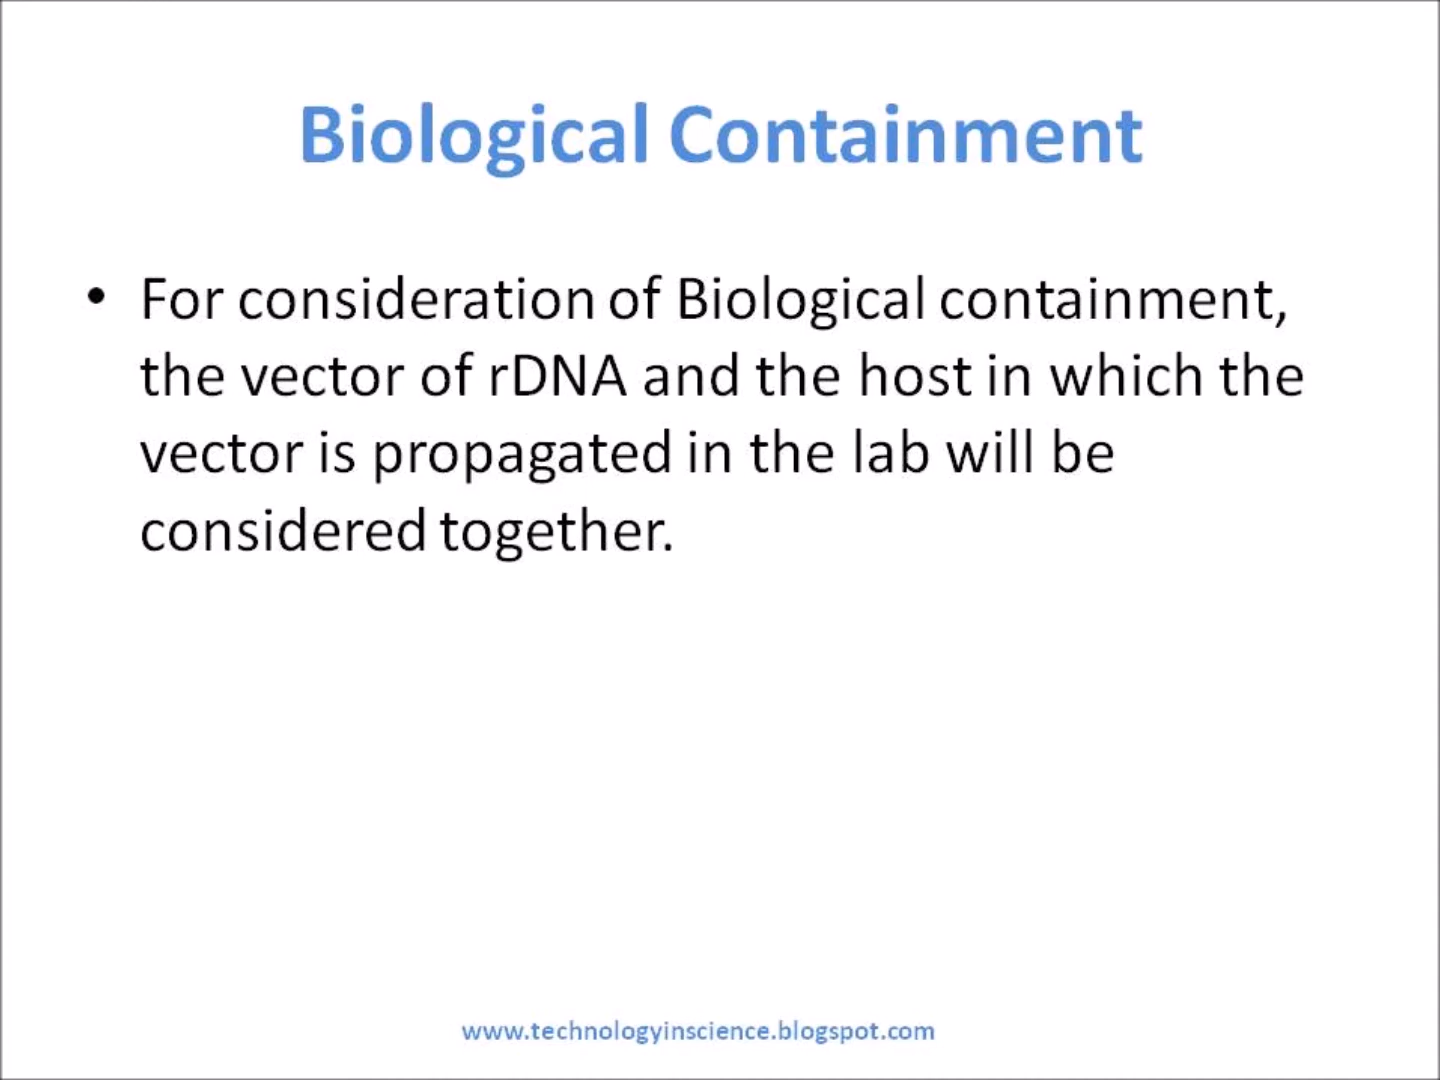 Biological Containment
• For consideration of Biological containment,
the vector of rDNA and the host in which the
vector is propagated in the lab will be
considered together.
www.technologyinscience.blogspot.com